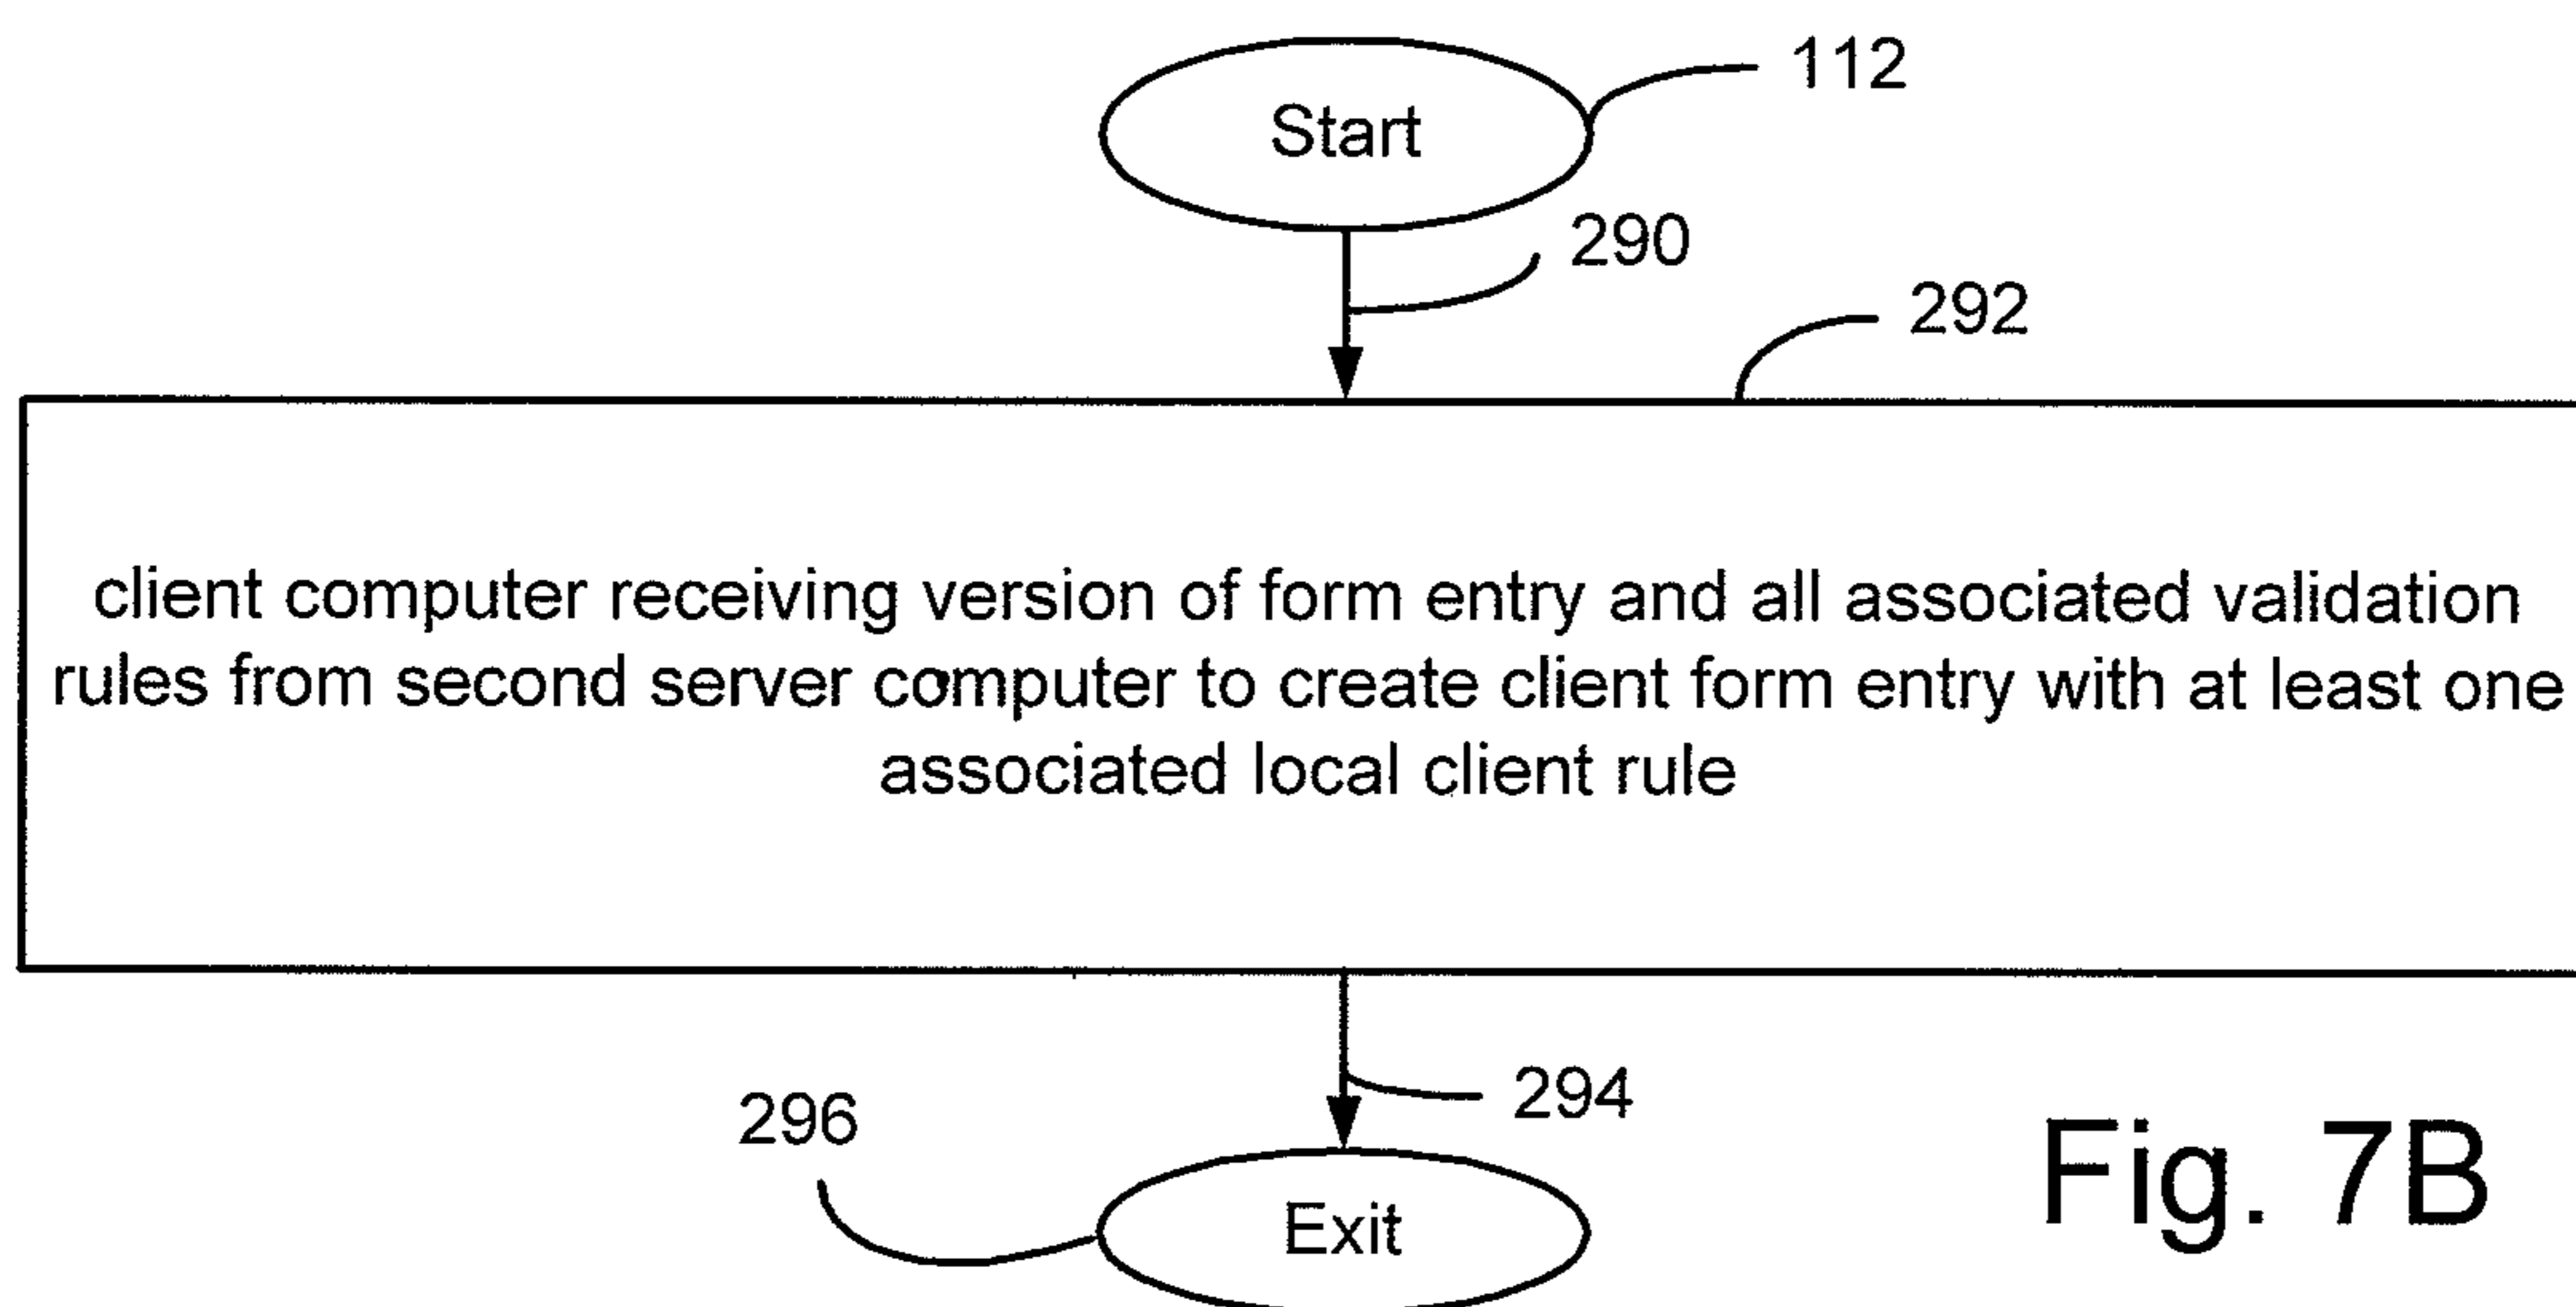 112
Start
290
292
client computer receiving version of form entry and all associated validation
rules from second server computer to create client form entry with at least one
associated local client rule
294
296
Exit
Fig. 7B